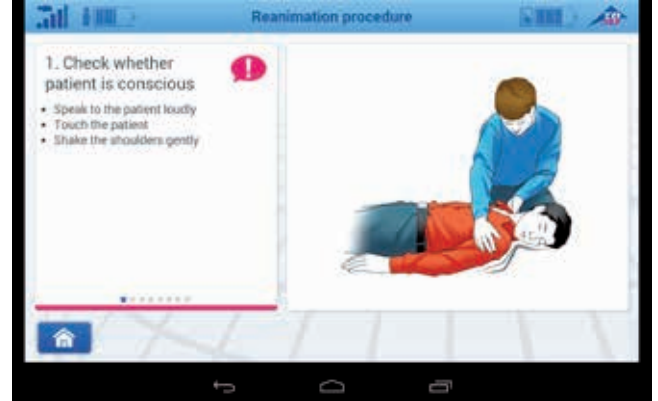 Reanimation procedure
1. Check whether
patient is conscious
• Speak to the patient loudly
• Touch the patient
• Shake the shoulders gently